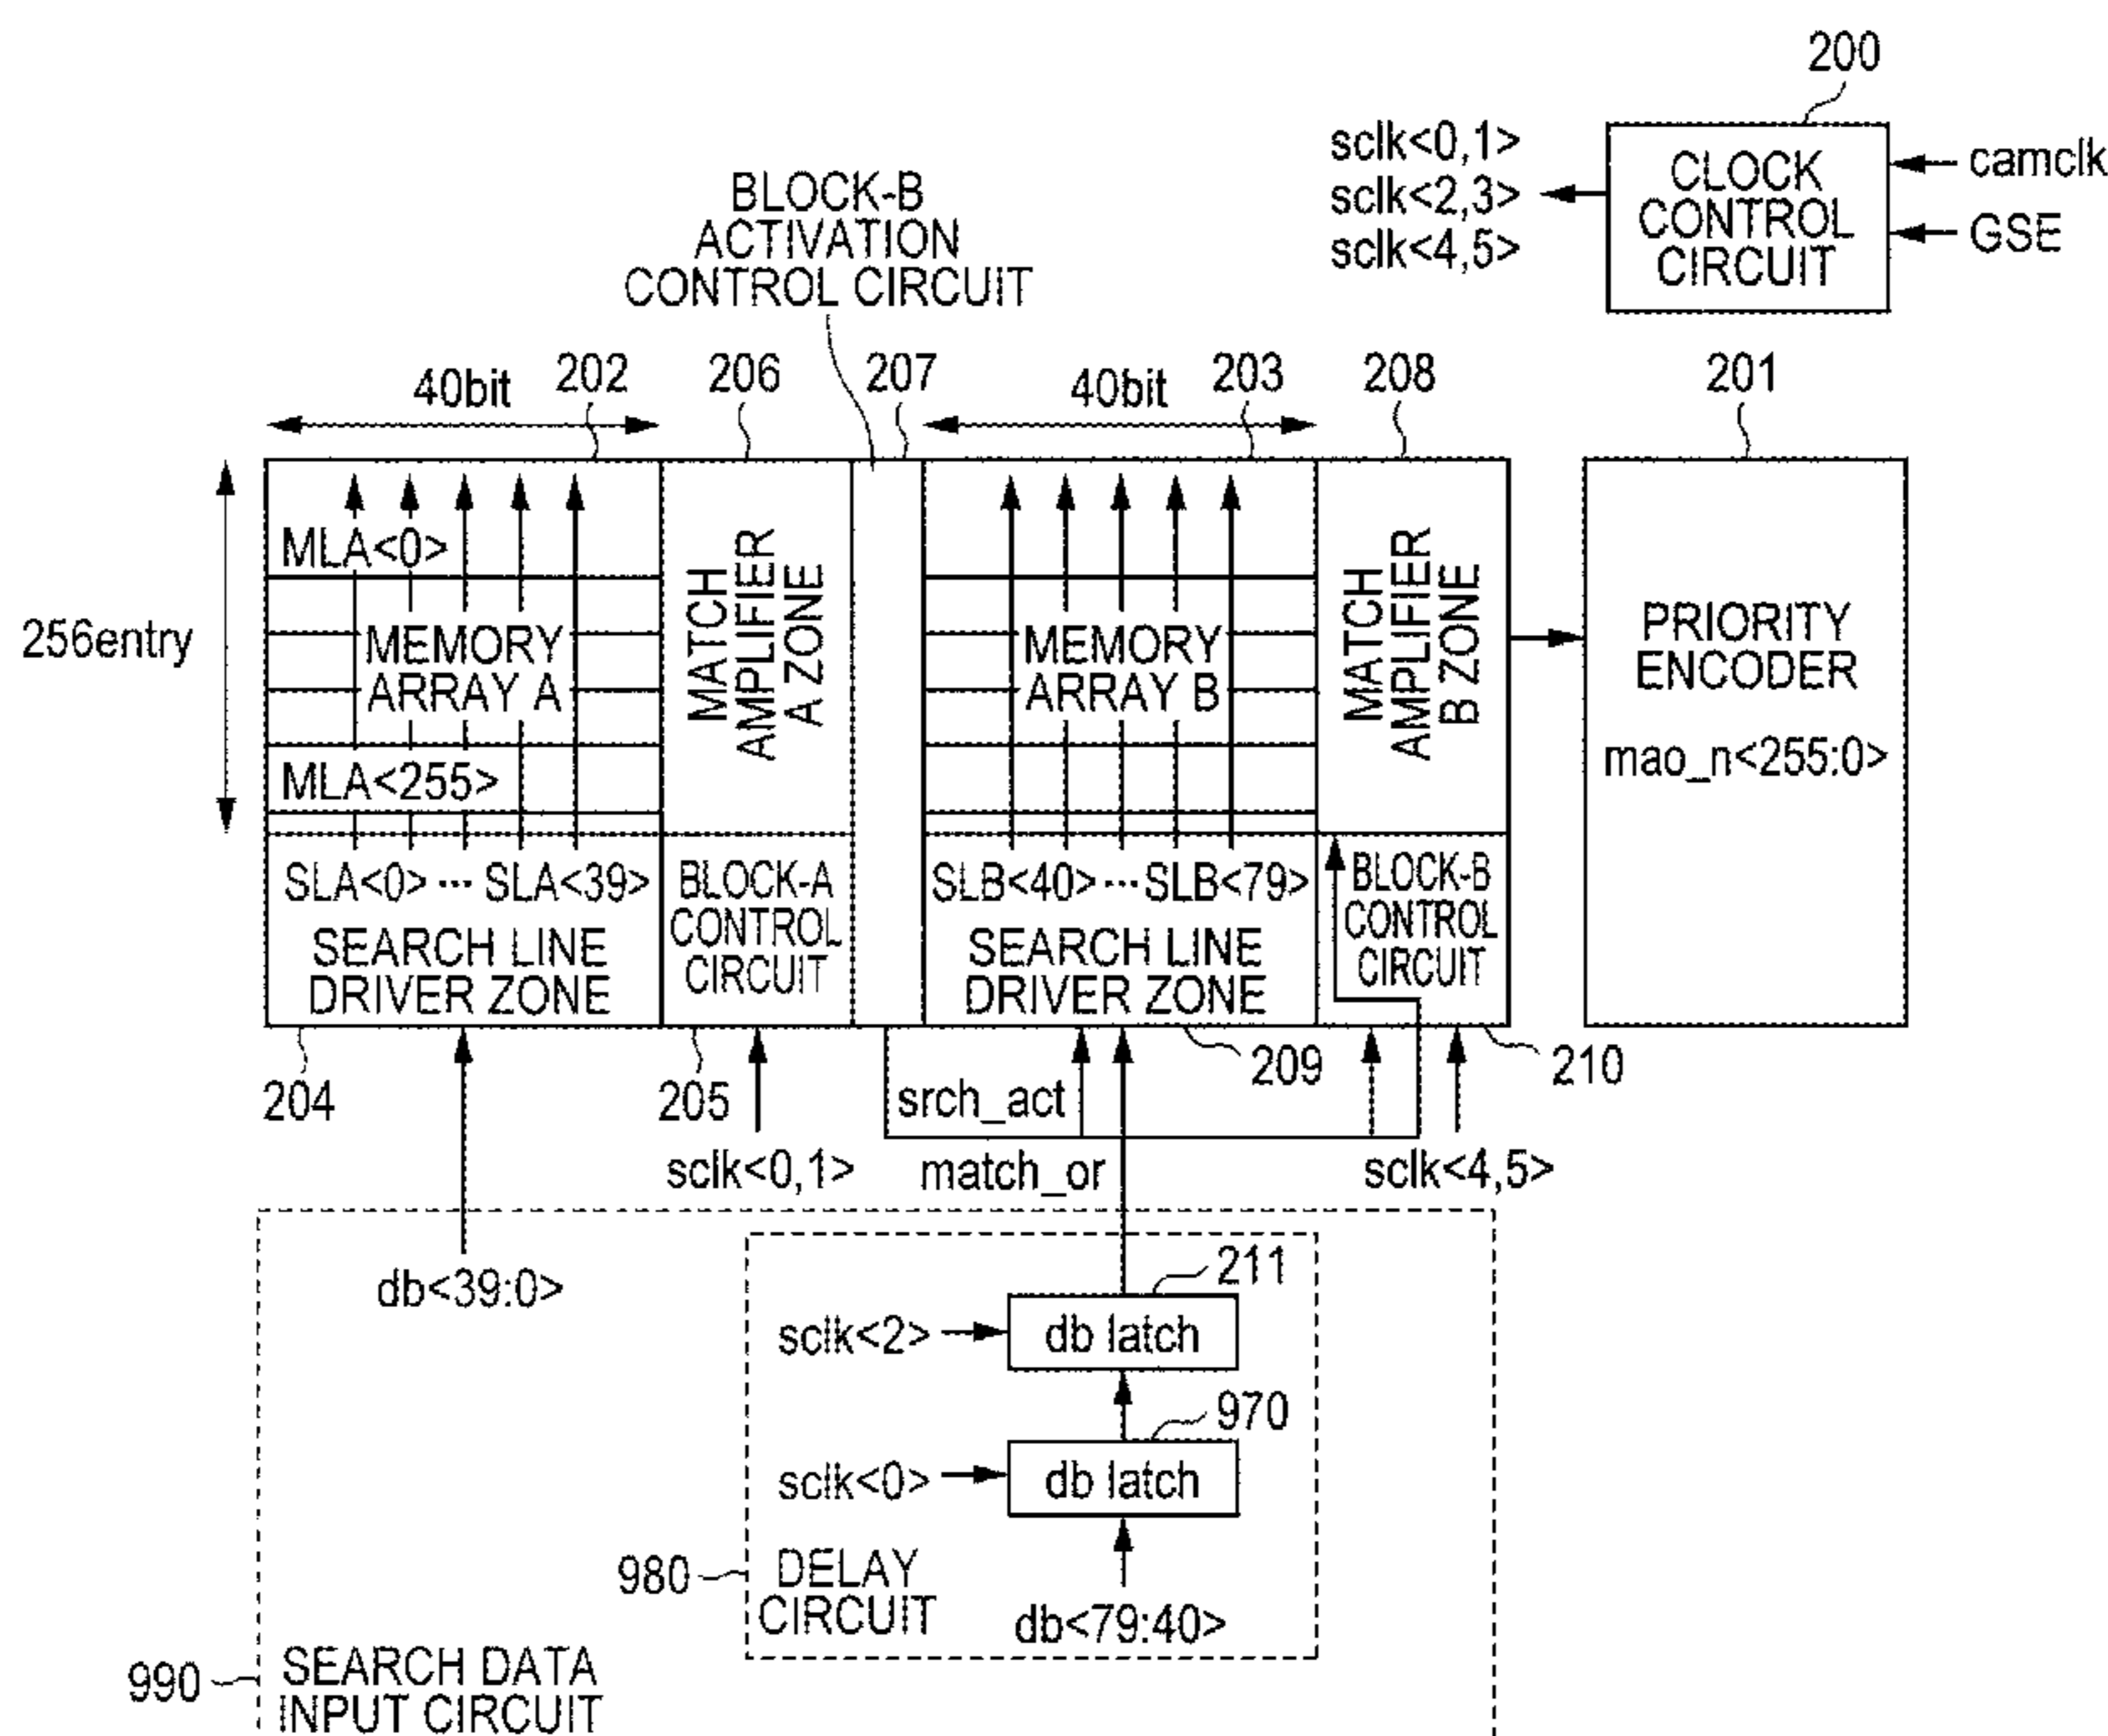 200
sclk<0,1>
sclk<2,3>
sclk<4,5>
CLOCK
CONTROL
CIRCUIT
camclk
GSE
BLOCK-B
ACTIVATION
CONTROL CIRCUIT
40bit
202
206
207
40bit
203
208
201
256entry
MLA<0>
MEMORY
ARRAY A
MLA<255>
MATCH
AMPLIFIER
A ZONE
MEMORY
ARRAY B
MATCH
AMPLIFIER
B ZONE
PRIORITY
ENCODER
mao_n<255:0>
SLA<0> ··· SLA<39>
SEARCH LINE
DRIVER ZONE
BLOCK-A
CONTROL
CIRCUIT
SLB<40>···SLB<79>
SEARCH LINE
DRIVER ZONE
BLOCK-B
CONTROL
CIRCUIT
204
205
209
210
srch_act
sclk<0,1>
match_or
sclk<4,5>
db<39:0>
211
sclk<2>
db latch
970
sclk<0>
db latch
980
DELAY
CIRCUIT
db<79:40>
990
SEARCH DATA
INPUT CIRCUIT